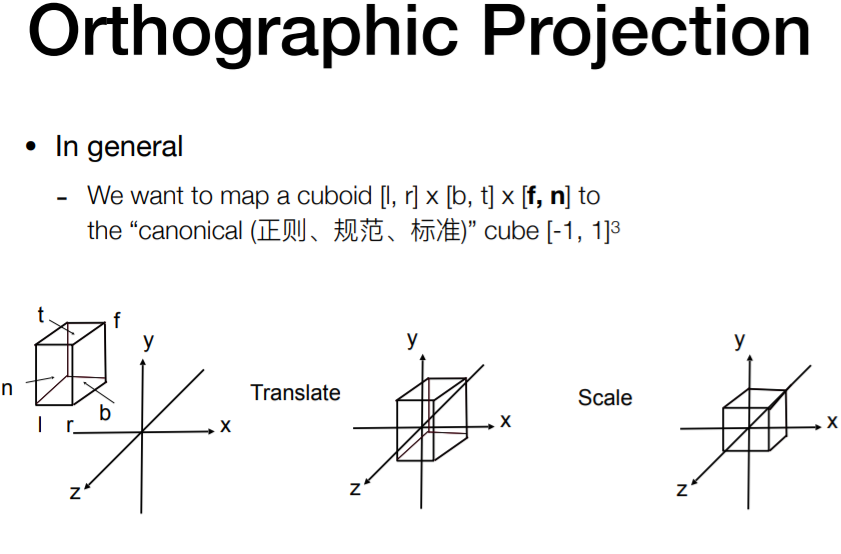 Orthographic Projection
• In general
- We want to map a cuboid [l, r] x [b, t] x [f, n] to
the “canonical (正则、规范、标准)” cube [-1, 1]³
t
f
n
l
r
b
y
x
z
Translate
y
x
z
Scale
y
x
z